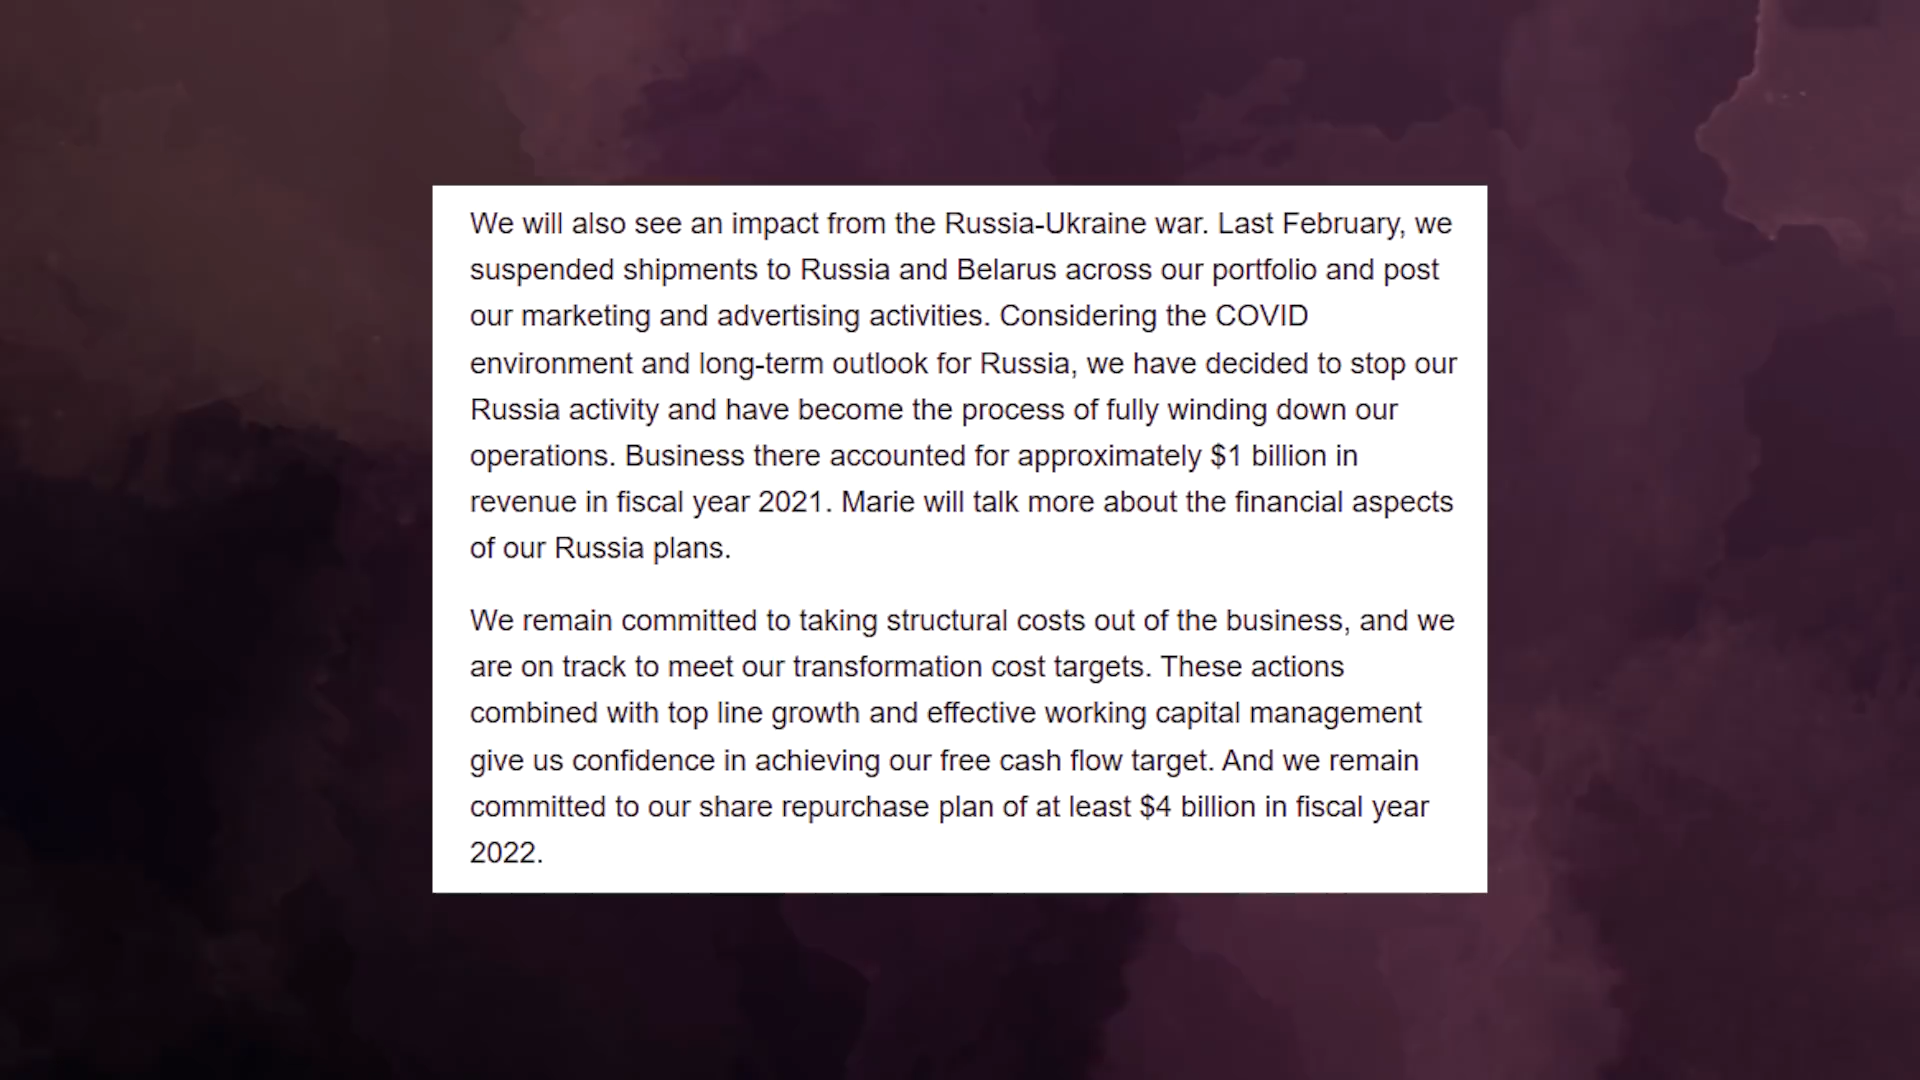 We will also see an impact from the Russia-Ukraine war. Last February, we
suspended shipments to Russia and Belarus across our portfolio and post
our marketing and advertising activities. Considering the COVID
environment and long-term outlook for Russia, we have decided to stop our
Russia activity and have become the process of fully winding down our
operations. Business there accounted for approximately $1 billion in
revenue in fiscal year 2021. Marie will talk more about the financial aspects
of our Russia plans.
We remain committed to taking structural costs out of the business, and we
are on track to meet our transformation cost targets. These actions
combined with top line growth and effective working capital management
give us confidence in achieving our free cash flow target. And we remain
committed to our share repurchase plan of at least $4 billion in fiscal year
2022.